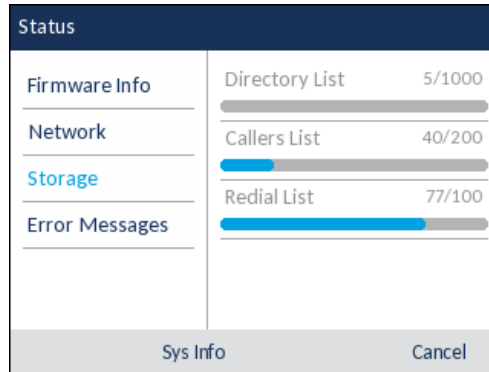 Status
Firmware Info
Network
Storage
Error Messages
Directory List 5/1000
Callers List 40/200
Redial List 77/100
Sys Info Cancel